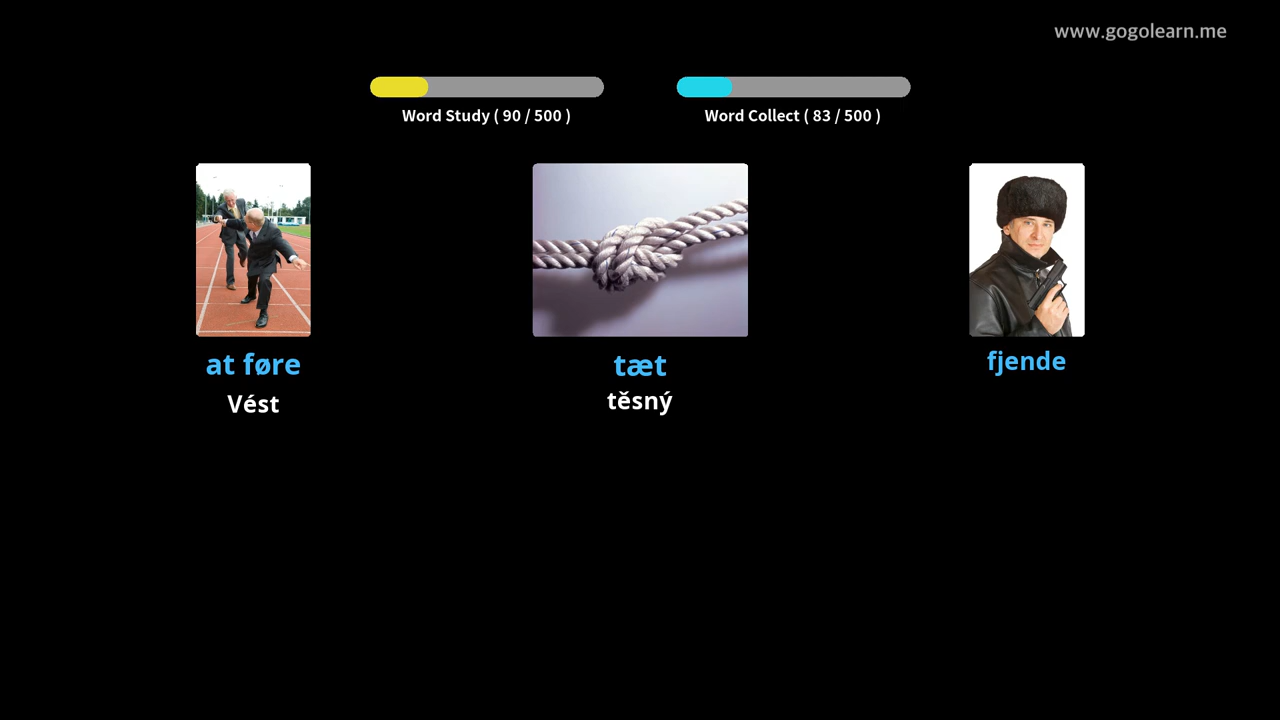 www.gogolearn.me
Word Study ( 90 / 500 )
Word Collect ( 83 / 500 )
at føre
Vést
tæt
těsný
fjende